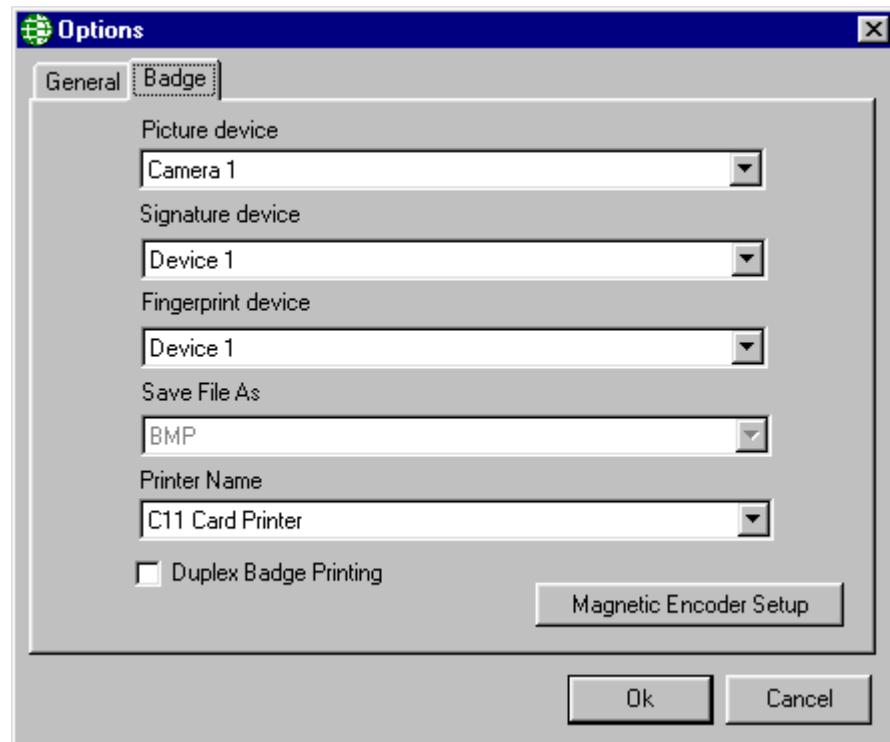 Options
General
Badge
Picture device
Camera 1
Signature device
Device 1
Fingerprint device
Device 1
Save File As
BMP
Printer Name
C11 Card Printer
Duplex Badge Printing
Magnetic Encoder Setup
Ok
Cancel